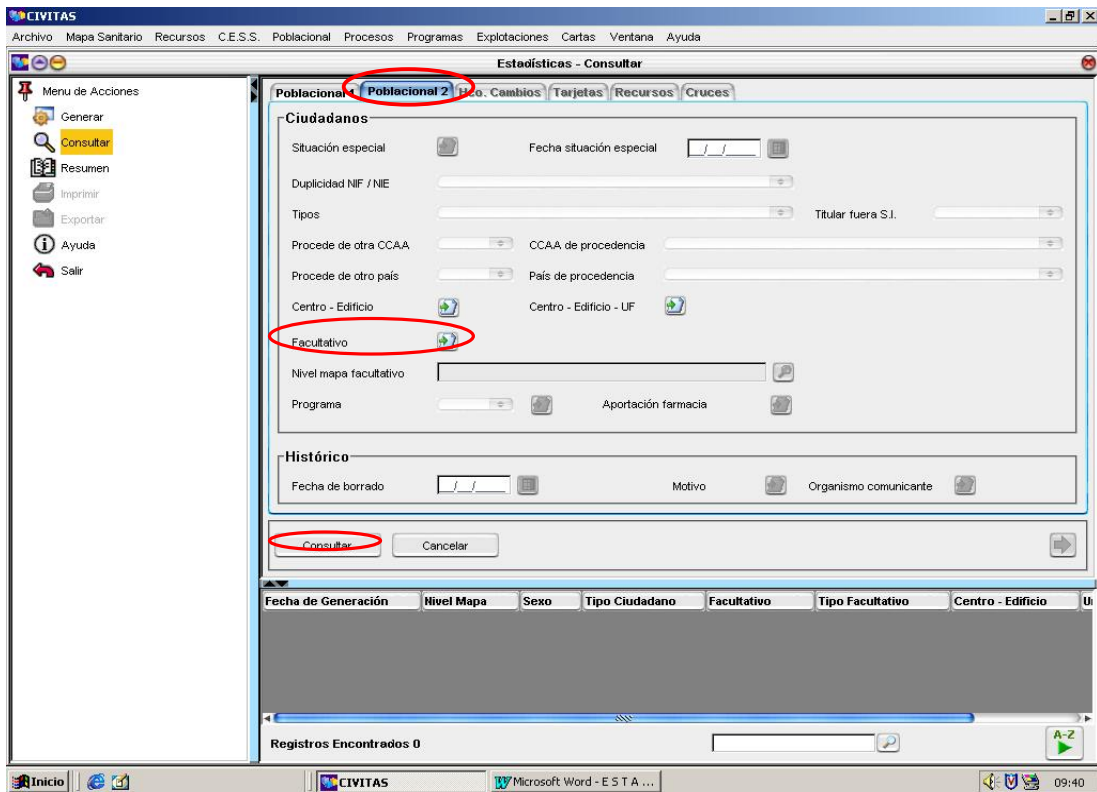 CIVITAS
Archivo Mapa Sanitario Recursos C.E.S.S. Poblacional Procesos Programas Explotaciones Cartas Ventana Ayuda
Estadísticas - Consultar
Menu de Acciones
Generar
Consultar
Resumen
Imprimir
Exportar
Ayuda
Salir
Poblacional 1 Poblacional 2 Hco. Cambios Tarjetas Recursos Cruces
Ciudadanos
Situación especial Fecha situación especial _/_/____
Duplicidad NIF / NIE
Tipos Titular fuera S.I.
Procede de otra CCAA CCAA de procedencia
Procede de otro país País de procedencia
Centro - Edificio Centro - Edificio - UF
Facultativo
Nivel mapa facultativo
Programa Aportación farmacia
Histórico
Fecha de borrado _/_/____ Motivo Organismo comunicante
Consultar Cancelar
Fecha de Generación Nivel Mapa Sexo Tipo Ciudadano Facultativo Tipo Facultativo Centro - Edificio
Registros Encontrados 0
A-Z
Inicio CIVITAS Microsoft Word - E S T A ... 09:40